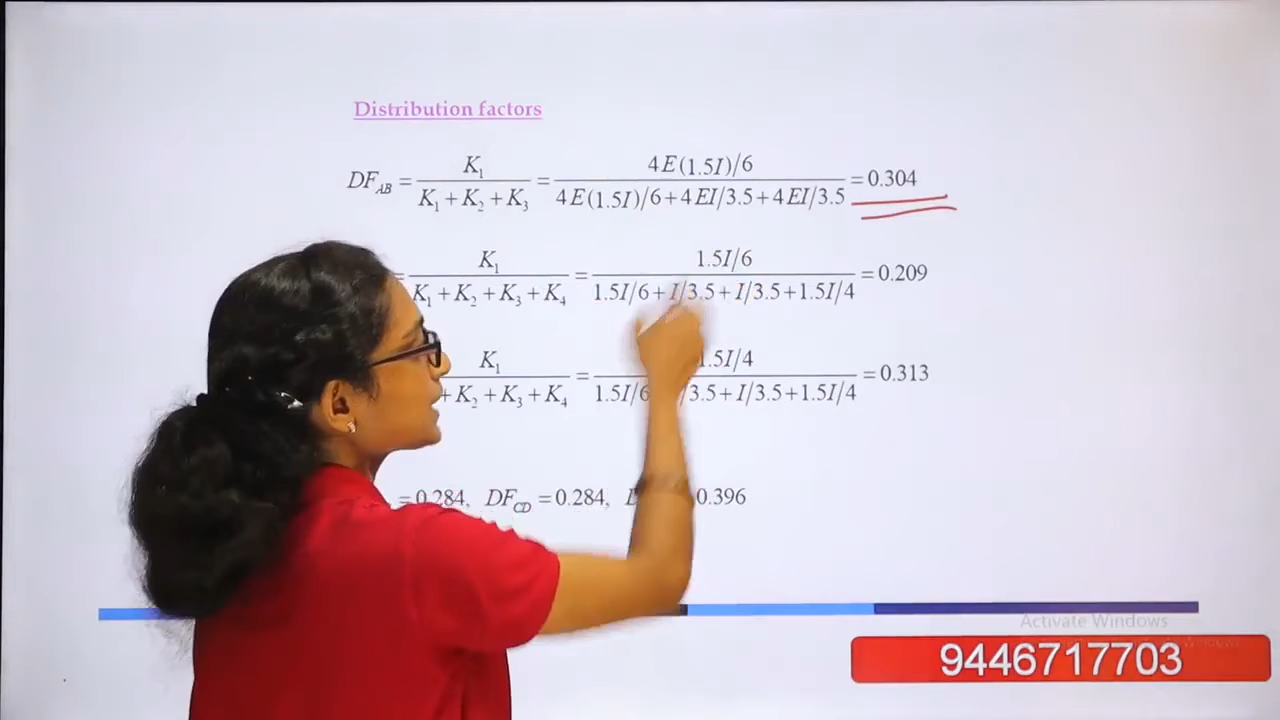 Distribution factors
DF_AB = K₁ / (K₁ + K₂ + K₃) = 4E(1.5I)/6 / (4E(1.5I)/6 + 4EI/3.5 + 4EI/3.5) = 0.304
= K₁ / (K₁ + K₂ + K₃ + K₄) = 1.5I/6 / (1.5I/6 + I/3.5 + I/3.5 + 1.5I/4) = 0.209
K₁ / ( + K₂ + K₃ + K₄) = 1.5I/4 / (1.5I/6 /3.5 + I/3.5 + 1.5I/4) = 0.313
= 0.284, DF_CD = 0.284, 0.396
Activate Windows
9446717703